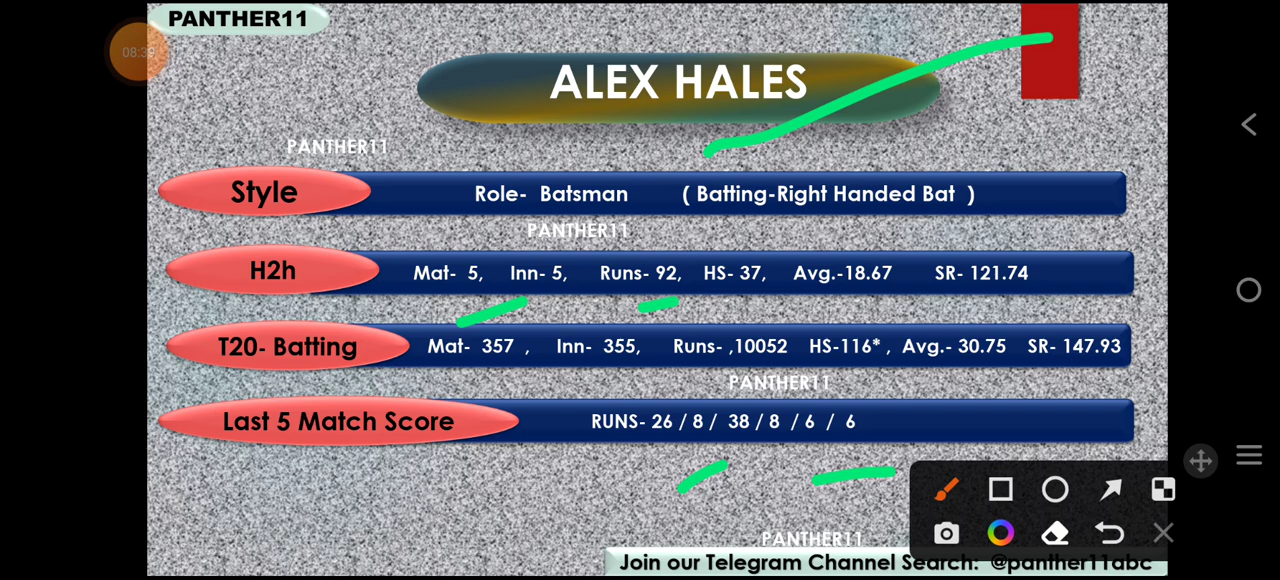 PANTHER11
08:39
ALEX HALES
PANTHER11
Style Role- Batsman ( Batting-Right Handed Bat )
PANTHER11
H2h Mat- 5, Inn- 5, Runs- 92, HS- 37, Avg.-18.67 SR- 121.74
T20- Batting Mat- 357 , Inn- 355, Runs- ,10052 HS-116* , Avg.- 30.75 SR- 147.93
PANTHER11
Last 5 Match Score RUNS- 26 / 8 / 38 / 8 / 6 / 6
PANTHER11
Join our Telegram Channel Search: @panther11abc